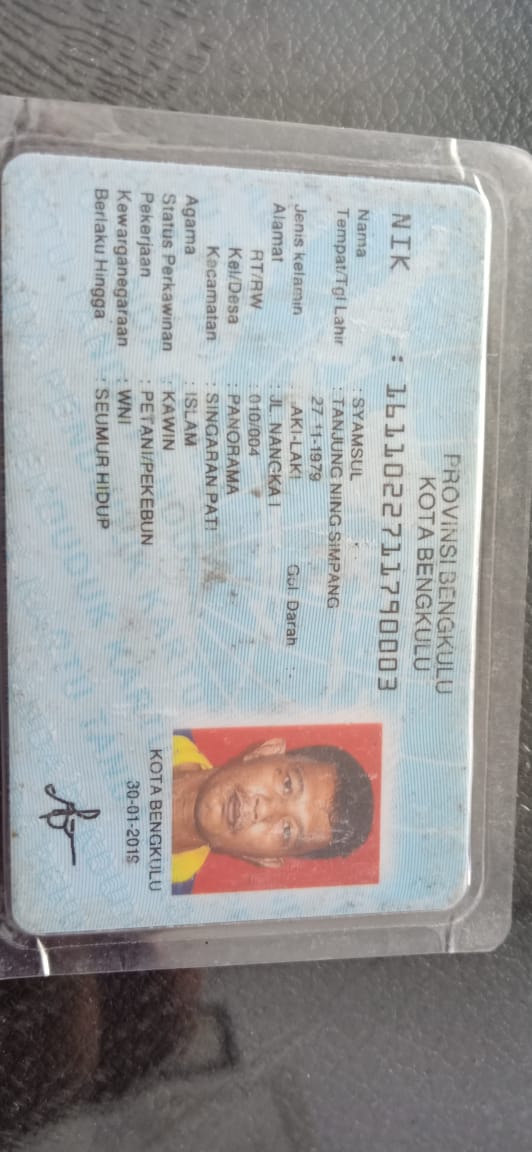 PROVINSI BENGKULU
KOTA BENGKULU
NIK : 1611022711790003
Nama : SYAMSUL
Tempat/Tgl Lahir : TANJUNG NING SIMPANG
27-11-1979
Jenis kelamin : LAKI-LAKI Gol. Darah :
Alamat : JL. NANGKA I
RT/RW : 010/004
Kel/Desa : PANORAMA
Kecamatan : SINGARAN PATI
Agama : ISLAM
Status Perkawinan : KAWIN
Pekerjaan : PETANI/PEKEBUN
Kewarganegaraan : WNI
Berlaku Hingga : SEUMUR HIDUP
KOTA BENGKULU
30-01-2019